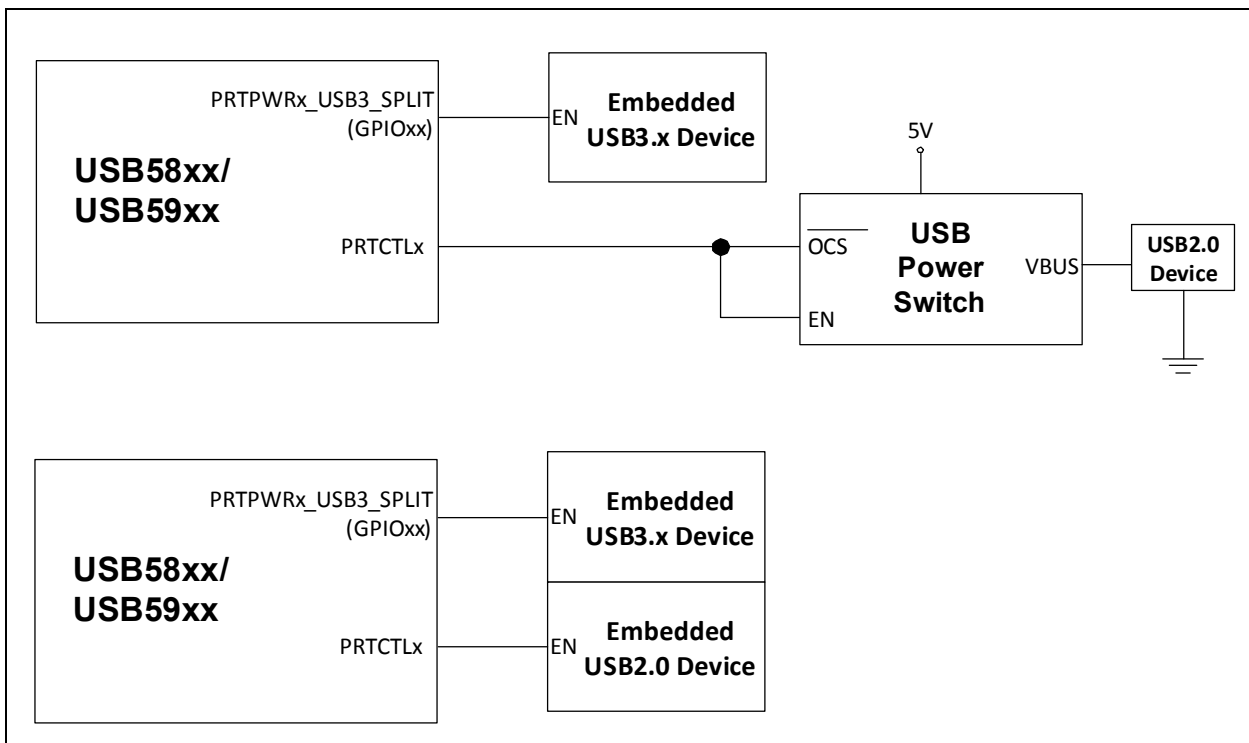 PRTPWRx_USB3_SPLIT
(GPIOxx)
USB58xx/
USB59xx
PRTCTLx
EN
Embedded
USB3.x Device
5V
OCS
EN
USB
Power
Switch
VBUS
USB2.0
Device
PRTPWRx_USB3_SPLIT
(GPIOxx)
USB58xx/
USB59xx
PRTCTLx
EN
Embedded
USB3.x Device
EN
Embedded
USB2.0 Device